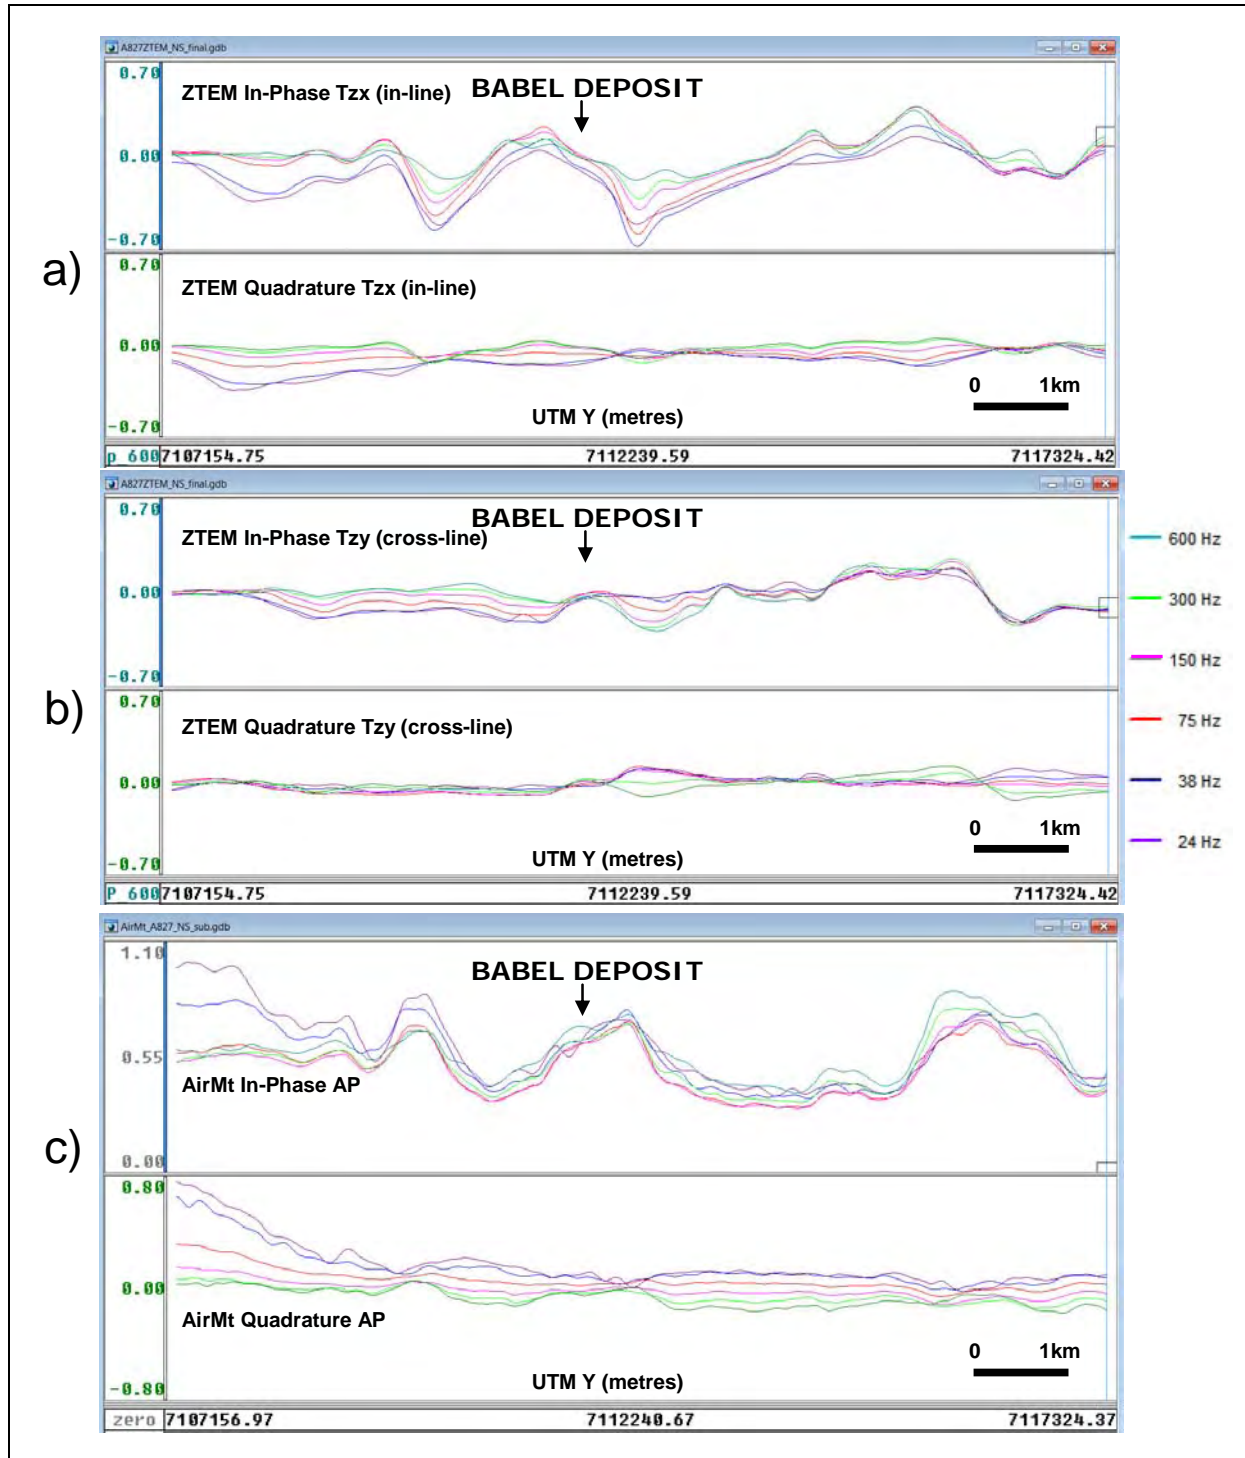 A827ZTEM_NS_final.gdb
0.70
ZTEM In-Phase Tzx (in-line)
BABEL DEPOSIT
0.00
-0.70
a)
0.70
ZTEM Quadrature Tzx (in-line)
0.00
0 1km
UTM Y (metres)
-0.70
p_600 7107154.75 7112239.59 7117324.42
A827ZTEM_NS_final.gdb
0.70
BABEL DEPOSIT
ZTEM In-Phase Tzy (cross-line)
0.00
-0.70
600 Hz
300 Hz
150 Hz
75 Hz
38 Hz
24 Hz
b)
0.70
ZTEM Quadrature Tzy (cross-line)
0.00
0 1km
UTM Y (metres)
-0.70
P_600 7107154.75 7112239.59 7117324.42
AirMt_A827_NS_sub.gdb
1.10
BABEL DEPOSIT
0.55
AirMt In-Phase AP
0.00
c)
0.80
0.00
AirMt Quadrature AP
0 1km
UTM Y (metres)
-0.80
zero 7107156.97 7112240.67 7117324.37